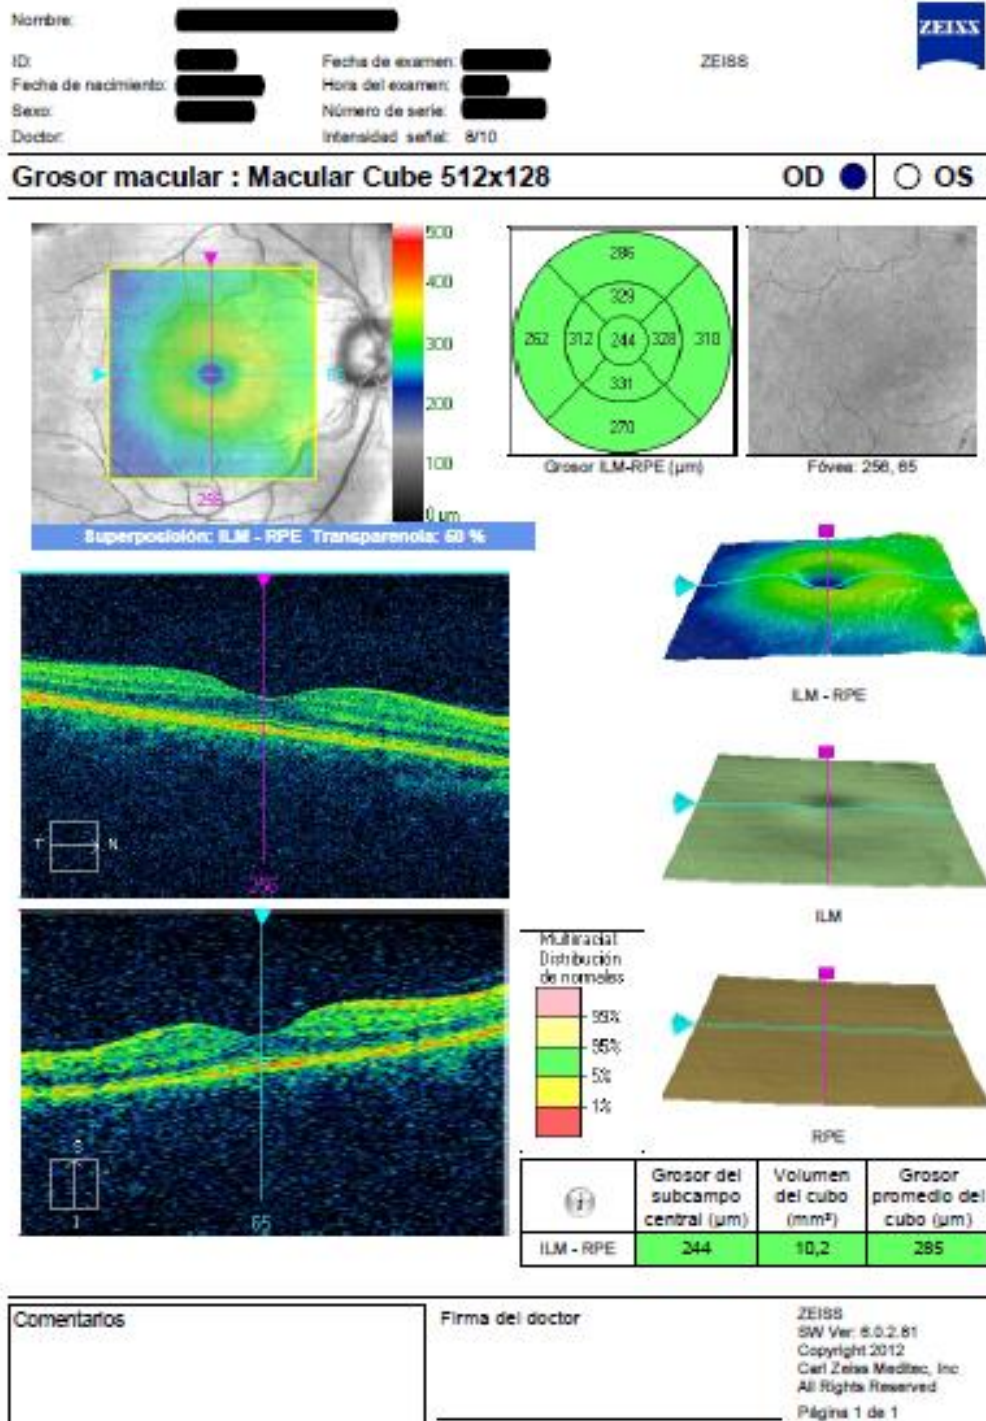 Nombre:
ZEISS
ID:
Fecha de examen:
ZEISS
Fecha de nacimiento:
Hora del examen:
Sexo:
Número de serie:
Doctor:
Intensidad señal: 8/10
Grosor macular : Macular Cube 512x128
OD
OS
500
400
300
200
100
0 µm
256
Superposición: ILM - RPE Transparencia: 60 %
286
329
262 312 244 328 310
331
270
Grosor ILM-RPE (µm)
Fóvea: 256, 65
ILM - RPE
T N
256
ILM
Multiracial
Distribución
de normales
99%
95%
5%
1%
RPE
S
I
65
Grosor del subcampo central (µm)
Volumen del cubo (mm³)
Grosor promedio del cubo (µm)
ILM - RPE 244 10,2 285
Comentarios
Firma del doctor
ZEISS
SW Ver: 6.0.2.81
Copyright 2012
Carl Zeiss Meditec, Inc
All Rights Reserved
Página 1 de 1